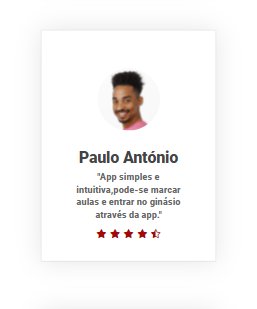 Paulo António
"App simples e
intuitiva,pode-se marcar
aulas e entrar no ginásio
através da app."